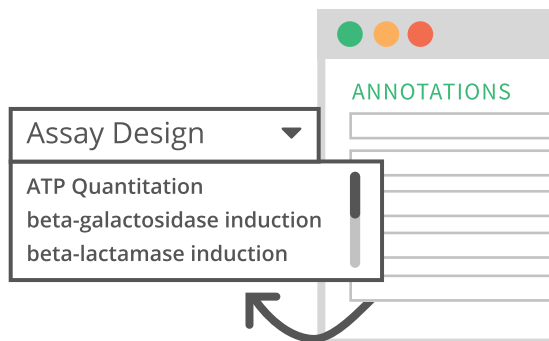 ANNOTATIONS
Assay Design
ATP Quantitation
beta-galactosidase induction
beta-lactamase induction